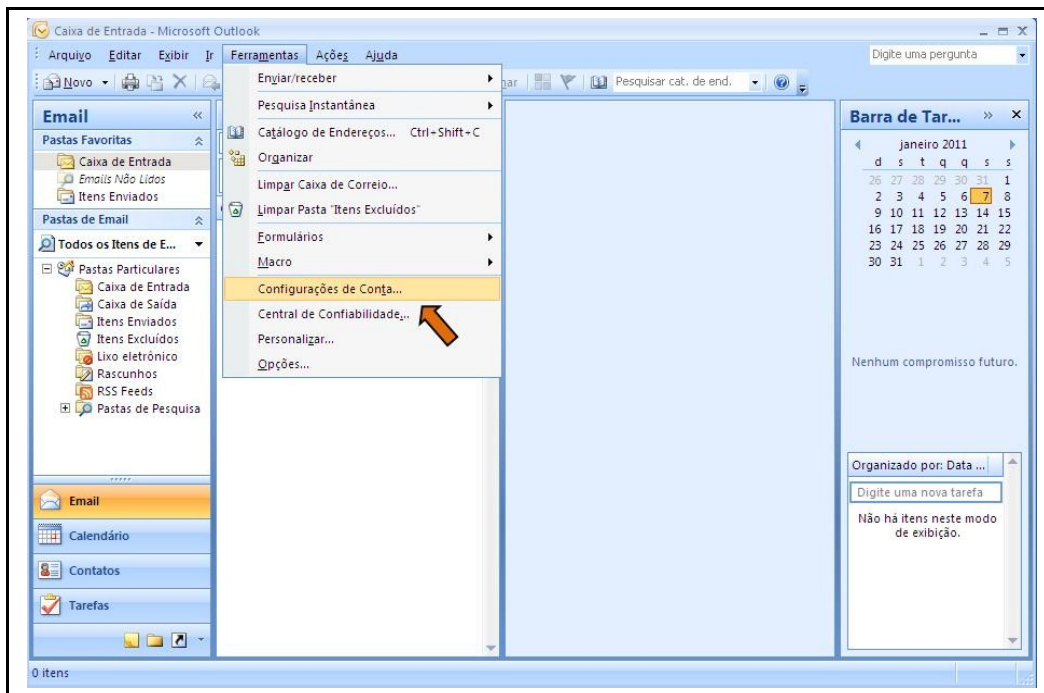 Caixa de Entrada - Microsoft Outlook
Arquivo Editar Exibir Ir Ferramentas Ações Ajuda
Digite uma pergunta
Novo
Pesquisar cat. de end.
Email «
Pastas Favoritas
Caixa de Entrada
Emails Não Lidos
Itens Enviados
Pastas de Email
Todos os Itens de E...
Pastas Particulares
Caixa de Entrada
Caixa de Saída
Itens Enviados
Itens Excluídos
Lixo eletrônico
Rascunhos
RSS Feeds
Pastas de Pesquisa
Email
Calendário
Contatos
Tarefas
Enviar/receber
Pesquisa Instantânea
Catálogo de Endereços... Ctrl+Shift+C
Organizar
Limpar Caixa de Correio...
Limpar Pasta "Itens Excluídos"
Formulários
Macro
Configurações de Conta...
Central de Confiabilidade...
Personalizar...
Opções...
Barra de Tar... »
janeiro 2011
d s t q q s s
26 27 28 29 30 31 1
2 3 4 5 6 7 8
9 10 11 12 13 14 15
16 17 18 19 20 21 22
23 24 25 26 27 28 29
30 31 1 2 3 4 5
Nenhum compromisso futuro.
Organizado por: Data ...
Digite uma nova tarefa
Não há itens neste modo
de exibição.
0 itens